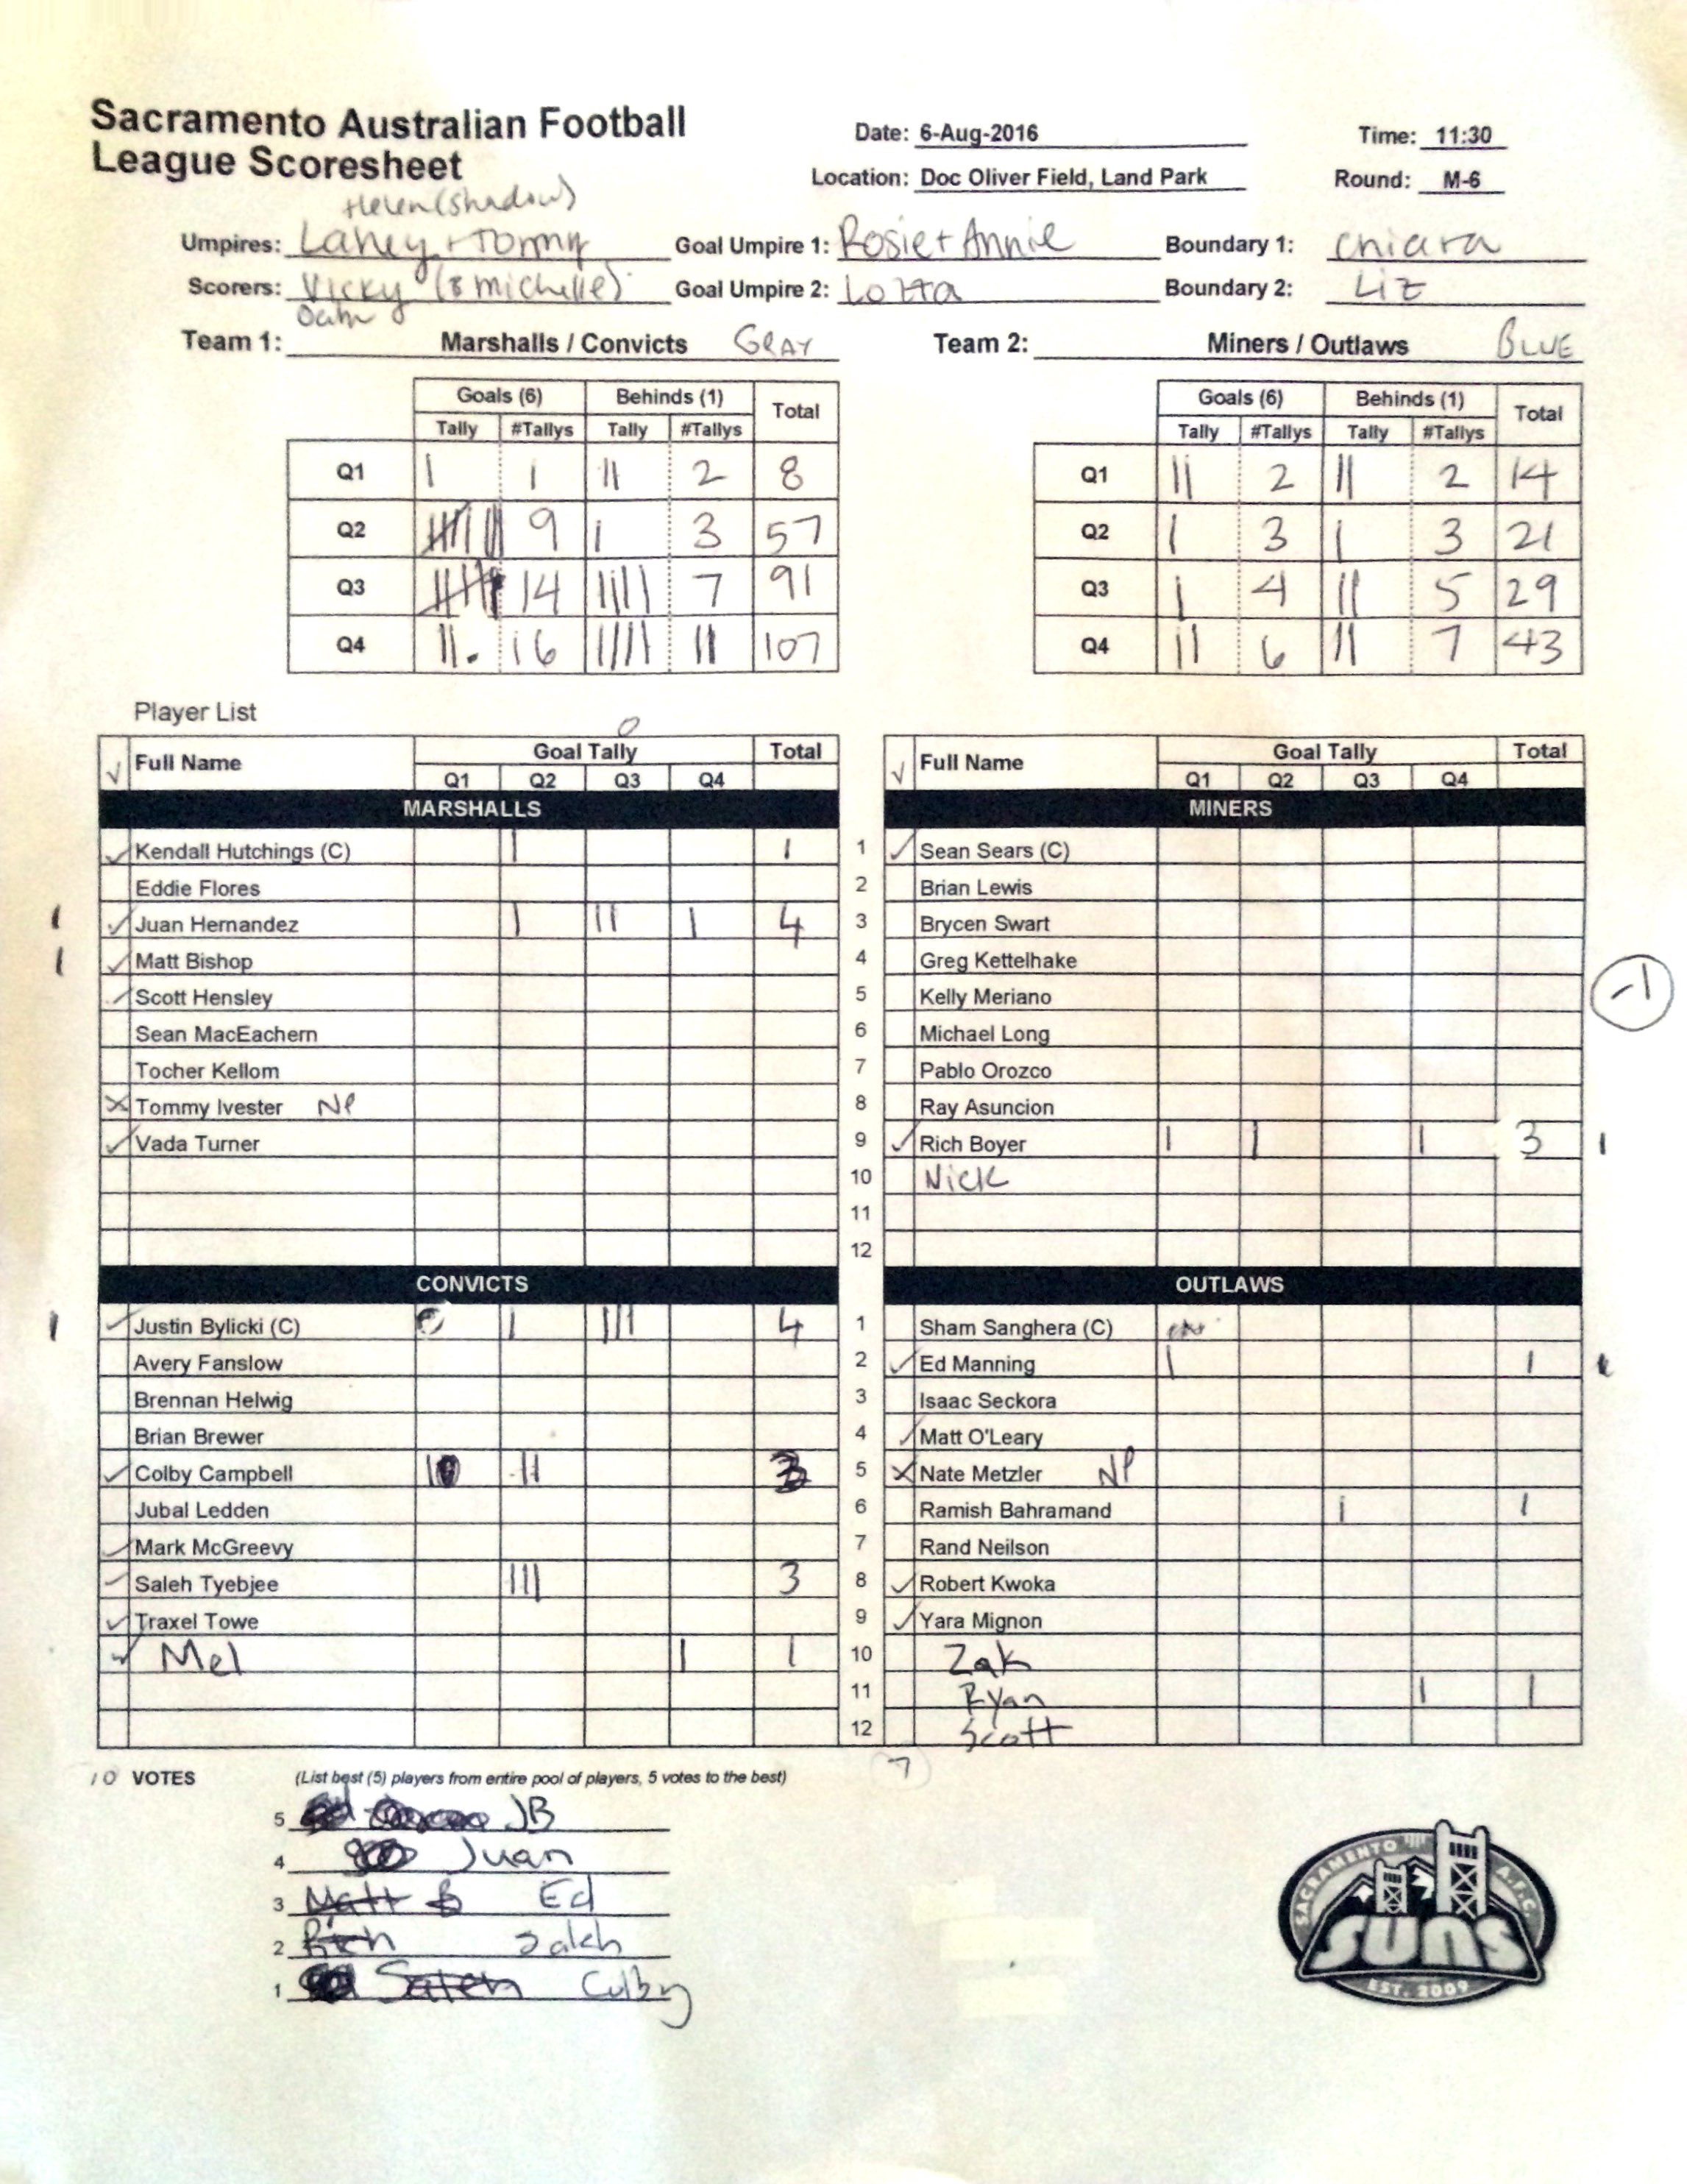 Sacramento Australian Football
League Scoresheet
Date: 6-Aug-2016 Time: 11:30
Location: Doc Oliver Field, Land Park Round: M-6
Helen (Shadow)
Umpires: Laney + Tommy Goal Umpire 1: Rosie + Annie Boundary 1: Chiara
Scorers: Vicky (& michelle) Goal Umpire 2: Lotta Boundary 2: Liz
Team 1: Marshalls / Convicts GRAY Team 2: Miners / Outlaws BLUE
Goals (6) Behinds (1) Total Goals (6) Behinds (1) Total
Tally #Tallys Tally #Tallys Tally #Tallys Tally #Tallys
Q1 | 1 || 2 8 Q1 || 2 || 2 14
Q2 9 | 3 57 Q2 | 3 | 3 21
Q3 14 |||| 7 91 Q3 | 4 || 5 29
Q4 || 16 |||| 11 107 Q4 || 6 || 7 43
Player List
√ Full Name Goal Tally Total √ Full Name Goal Tally Total
Q1 Q2 Q3 Q4 Q1 Q2 Q3 Q4
MARSHALLS MINERS
✓ Kendall Hutchings (C) | 1 1 ✓ Sean Sears (C)
Eddie Flores 2 Brian Lewis
1 ✓ Juan Hernandez | || | 4 3 Brycen Swart
1 ✓ Matt Bishop 4 Greg Kettelhake
✓ Scott Hensley 5 Kelly Meriano -1
Sean MacEachern 6 Michael Long
Tocher Kellom 7 Pablo Orozco
X Tommy Ivester NP 8 Ray Asuncion
✓ Vada Turner 9 ✓ Rich Boyer | | | 3 1
10 Nick
11
12
CONVICTS OUTLAWS
1 ✓ Justin Bylicki (C) | ||| 4 1 Sham Sanghera (C)
Avery Fanslow 2 ✓ Ed Manning | 1
Brennan Helwig 3 Isaac Seckora
Brian Brewer 4 ✓ Matt O'Leary
✓ Colby Campbell | || 3 5 X Nate Metzler NP
Jubal Ledden 6 Ramish Bahramand | 1
✓ Mark McGreevy 7 Rand Neilson
✓ Saleh Tyebjee ||| 3 8 ✓ Robert Kwoka
✓ Traxel Towe 9 ✓ Yara Mignon
✓ Mel | 1 10 Zak
11 Ryan | 1
12 Scott
10 VOTES (List best (5) players from entire pool of players, 5 votes to the best) 7
5 JB
4 Juan
3 Matt B Ed
2 Rich Saleh
1 Saleh Colby
SACRAMENTO A.F.C.
SUNS
EST. 2009